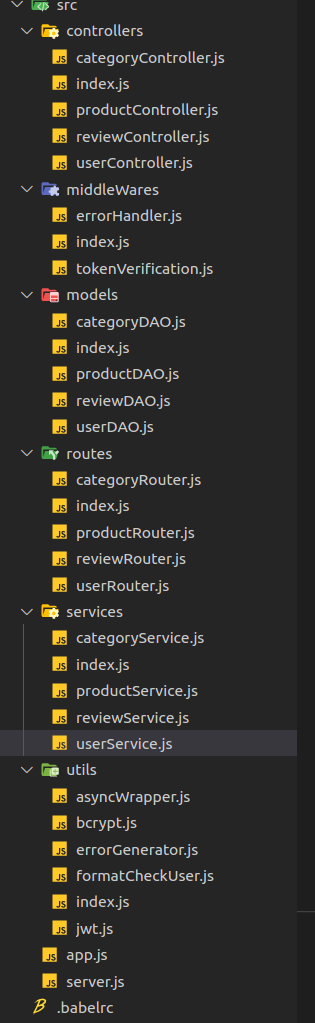 src
controllers
categoryController.js
index.js
productController.js
reviewController.js
userController.js
middleWares
errorHandler.js
index.js
tokenVerification.js
models
categoryDAO.js
index.js
productDAO.js
reviewDAO.js
userDAO.js
routes
categoryRouter.js
index.js
productRouter.js
reviewRouter.js
userRouter.js
services
categoryService.js
index.js
productService.js
reviewService.js
userService.js
utils
asyncWrapper.js
bcrypt.js
errorGenerator.js
formatCheckUser.js
index.js
jwt.js
app.js
server.js
.babelrc